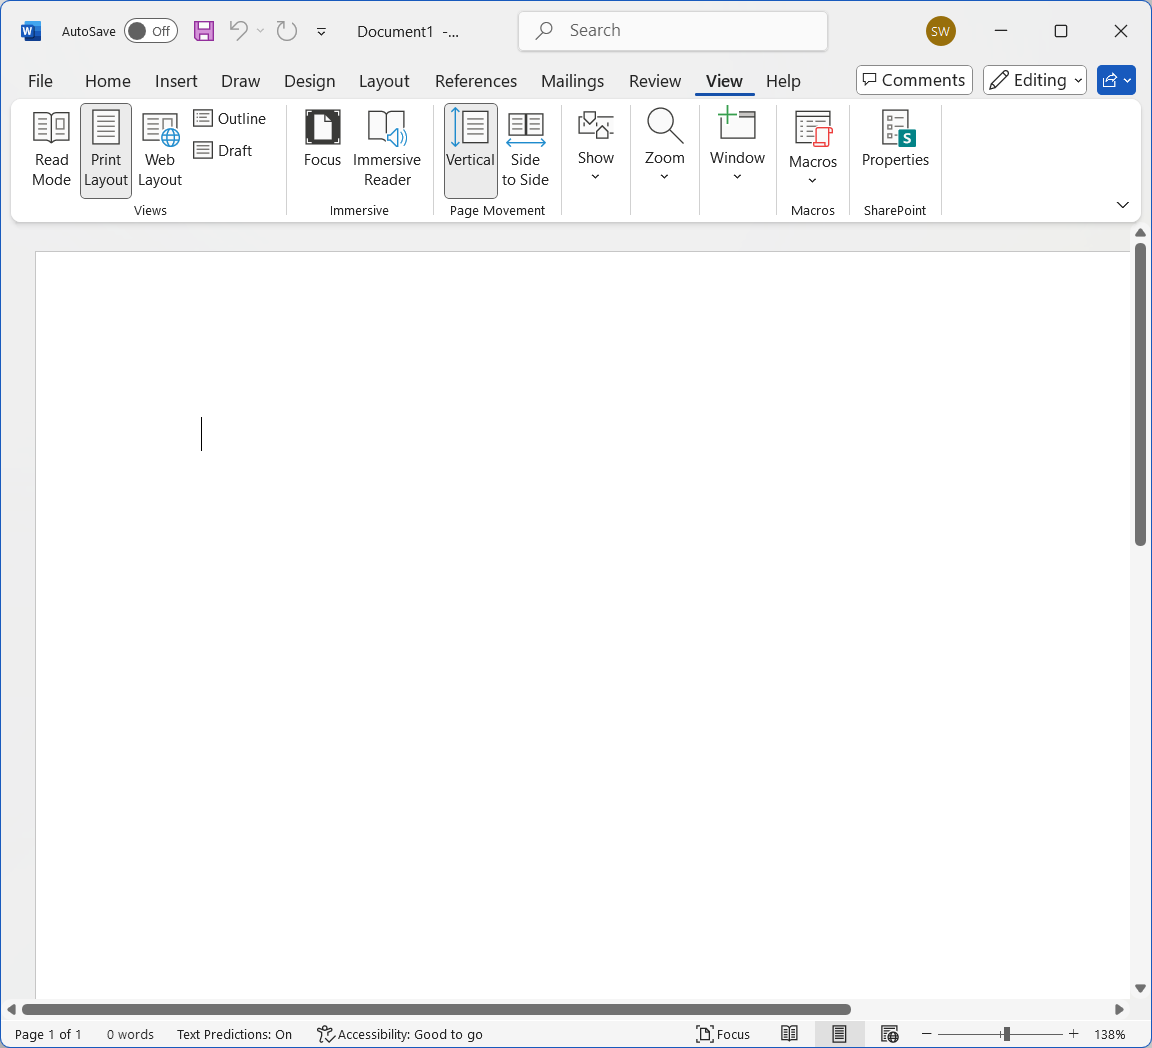 AutoSave Off Document1 -... Search SW
File Home Insert Draw Design Layout References Mailings Review View Help Comments Editing
Read Mode
Print Layout
Web Layout
Outline
Draft
Views
Focus
Immersive Reader
Immersive
Vertical
Side to Side
Page Movement
Show
Zoom
Window
Macros
Macros
Properties
SharePoint
Page 1 of 1 0 words Text Predictions: On Accessibility: Good to go Focus 138%